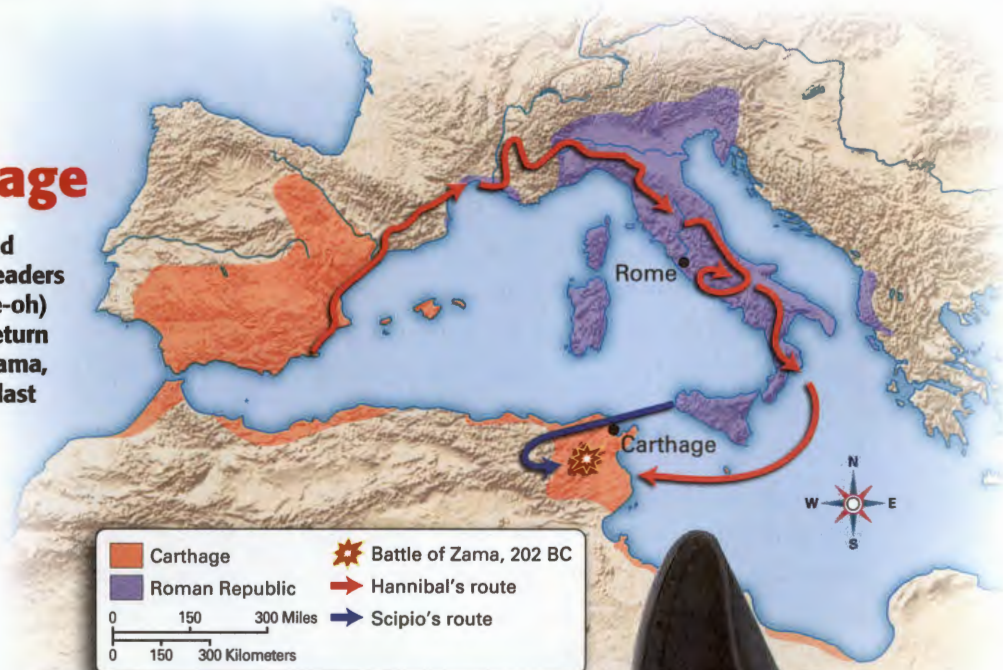 age
d
eaders
e-oh)
eturn
ama,
last
Rome
Carthage
N
W E
S
Carthage
Roman Republic
0 150 300 Miles
0 150 300 Kilometers
Battle of Zama, 202 BC
Hannibal's route
Scipio's route